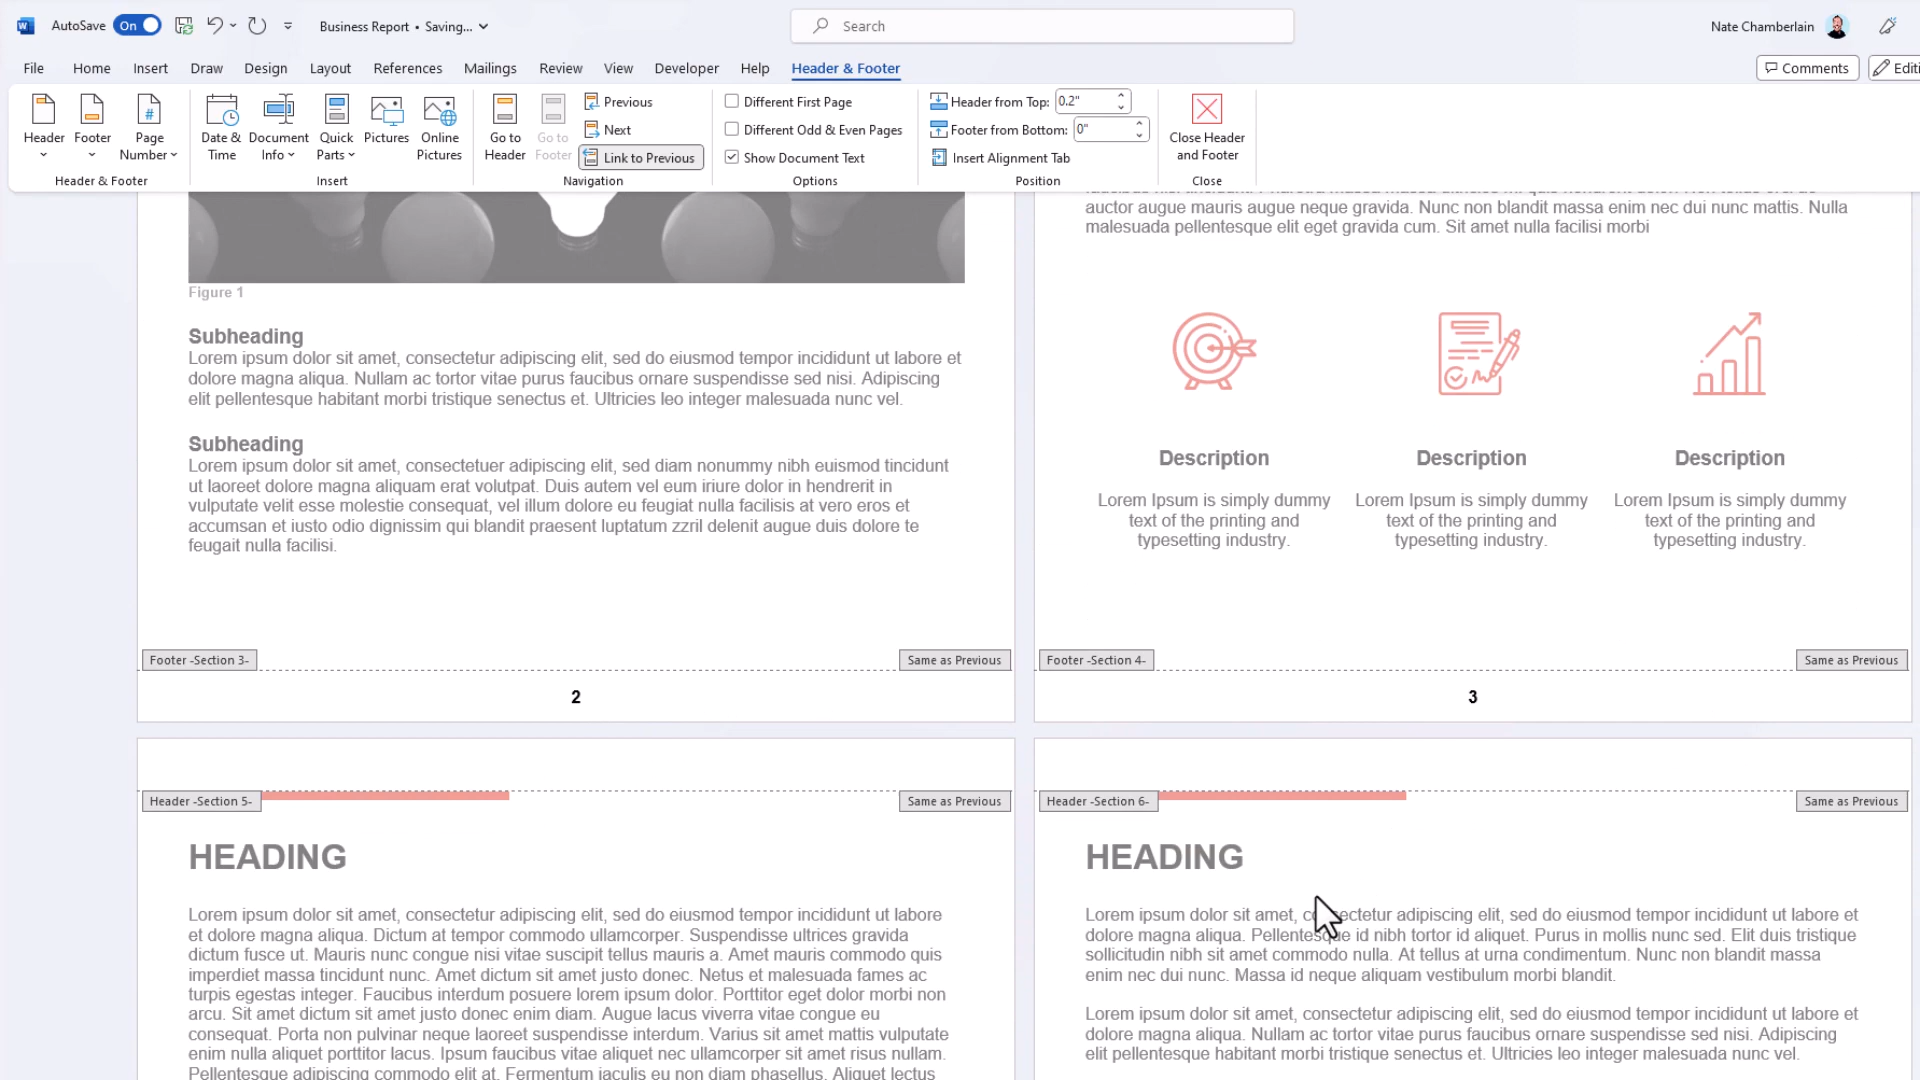 AutoSave On
Business Report • Saving...
Search
Nate Chamberlain
File Home Insert Draw Design Layout References Mailings Review View Developer Help Header & Footer
Comments
Header
Footer
Page
Number
Header & Footer
Date &
Time
Document
Info
Quick
Parts
Pictures
Online
Pictures
Insert
Go to
Header
Go to
Footer
Previous
Next
Link to Previous
Navigation
Different First Page
Different Odd & Even Pages
Show Document Text
Options
Header from Top: 0.2"
Footer from Bottom: 0"
Insert Alignment Tab
Position
Close Header
and Footer
Close
Figure 1
Subheading
Lorem ipsum dolor sit amet, consectetur adipiscing elit, sed do eiusmod tempor incididunt ut labore et
dolore magna aliqua. Nullam ac tortor vitae purus faucibus ornare suspendisse sed nisi. Adipiscing
elit pellentesque habitant morbi tristique senectus et. Ultricies leo integer malesuada nunc vel.
Subheading
Lorem ipsum dolor sit amet, consectetuer adipiscing elit, sed diam nonummy nibh euismod tincidunt
ut laoreet dolore magna aliquam erat volutpat. Duis autem vel eum iriure dolor in hendrerit in
vulputate velit esse molestie consequat, vel illum dolore eu feugiat nulla facilisis at vero eros et
accumsan et iusto odio dignissim qui blandit praesent luptatum zzril delenit augue duis dolore te
feugait nulla facilisi.
Footer -Section 3-
Same as Previous
2
auctor augue mauris augue neque gravida. Nunc non blandit massa enim nec dui nunc mattis. Nulla
malesuada pellentesque elit eget gravida cum. Sit amet nulla facilisi morbi
Description
Lorem Ipsum is simply dummy
text of the printing and
typesetting industry.
Description
Lorem Ipsum is simply dummy
text of the printing and
typesetting industry.
Description
Lorem Ipsum is simply dummy
text of the printing and
typesetting industry.
Footer -Section 4-
Same as Previous
3
Header -Section 5-
Same as Previous
HEADING
Lorem ipsum dolor sit amet, consectetur adipiscing elit, sed do eiusmod tempor incididunt ut labore
et dolore magna aliqua. Dictum at tempor commodo ullamcorper. Suspendisse ultrices gravida
dictum fusce ut. Mauris nunc congue nisi vitae suscipit tellus mauris a. Amet mauris commodo quis
imperdiet massa tincidunt nunc. Amet dictum sit amet justo donec. Netus et malesuada fames ac
turpis egestas integer. Faucibus interdum posuere lorem ipsum dolor. Porttitor eget dolor morbi non
arcu. Sit amet dictum sit amet justo donec enim diam. Augue lacus viverra vitae congue eu
consequat. Porta non pulvinar neque laoreet suspendisse interdum. Varius sit amet mattis vulputate
enim nulla aliquet porttitor lacus. Ipsum faucibus vitae aliquet nec ullamcorper sit amet risus nullam.
Pellentesque adipiscing commodo elit at. Fermentum iaculis eu non diam phasellus. Aliquet lectus
Header -Section 6-
Same as Previous
HEADING
Lorem ipsum dolor sit amet, consectetur adipiscing elit, sed do eiusmod tempor incididunt ut labore et
dolore magna aliqua. Pellentesque id nibh tortor id aliquet. Purus in mollis nunc sed. Elit duis tristique
sollicitudin nibh sit amet commodo nulla. At tellus at urna condimentum. Nunc non blandit massa
enim nec dui nunc. Massa id neque aliquam vestibulum morbi blandit.
Lorem ipsum dolor sit amet, consectetur adipiscing elit, sed do eiusmod tempor incididunt ut labore et
dolore magna aliqua. Nullam ac tortor vitae purus faucibus ornare suspendisse sed nisi. Adipiscing
elit pellentesque habitant morbi tristique senectus et. Ultricies leo integer malesuada nunc vel.